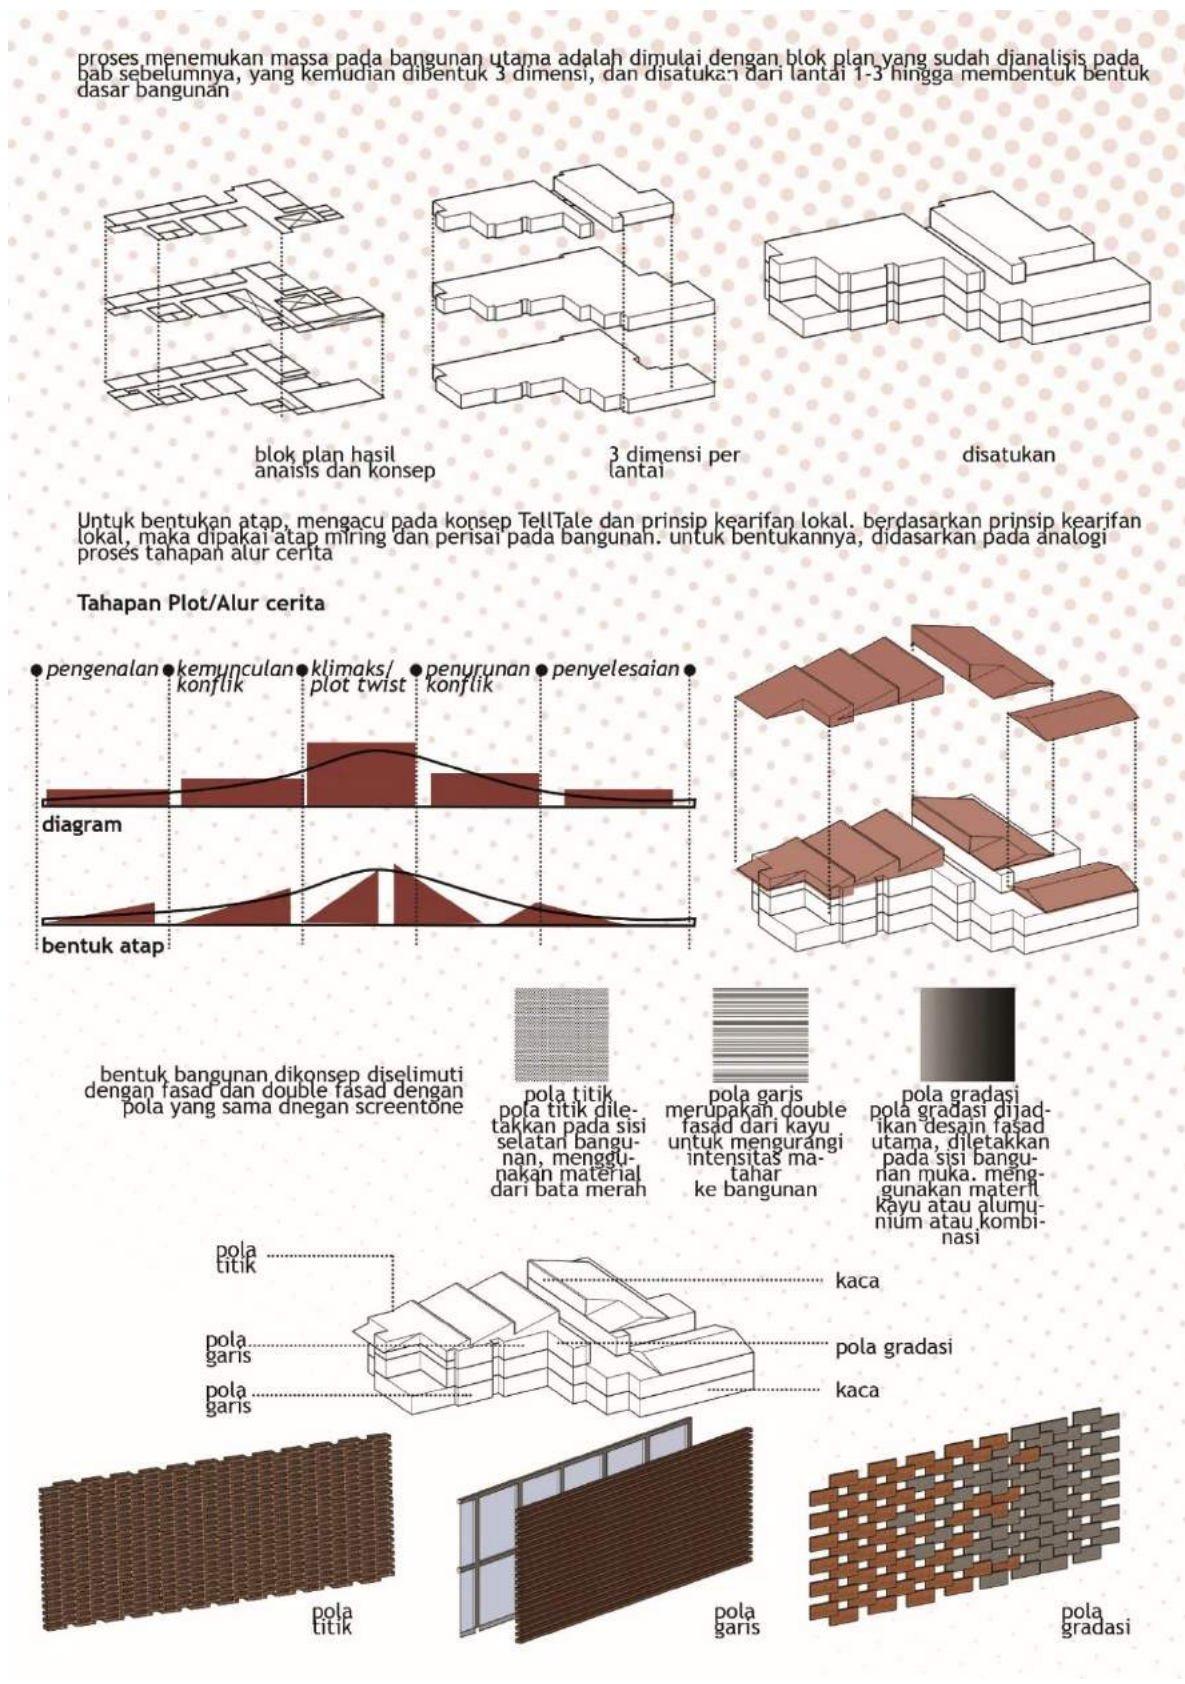 proses menemukan massa pada bangunan utama adalah dimulai dengan blok plan yang sudah dianalisis pada
bab sebelumnya, yang kemudian dibentuk 3 dimensi, dan disatukan dari lantai 1-3 hingga membentuk bentuk
dasar bangunan
blok plan hasil
anaisis dan konsep
3 dimensi per
lantai
disatukan
Untuk bentukan atap, mengacu pada konsep TellTale dan prinsip kearifan lokal. berdasarkan prinsip kearifan
lokal, maka dipakai atap miring dan perisai pada bangunan. untuk bentukannya, didasarkan pada analogi
proses tahapan alur cerita
Tahapan Plot/Alur cerita
pengenalan
kemunculan
konflik
klimaks/
plot twist
penurunan
konflik
penyelesaian
diagram
bentuk atap
bentuk bangunan dikonsep diselimuti
dengan fasad dan double fasad dengan
pola yang sama dnegan screentone
pola titik
pola titik dile-
takkan pada sisi
selatan bangu-
nan, menggu-
nakan material
dari bata merah
pola garis
merupakan double
fasad dari kayu
untuk mengurangi
intensitas ma-
tahar
ke bangunan
pola gradasi
pola gradasi dijad-
ikan desain fasad
utama, diletakkan
pada sisi bangu-
nan muka. meng-
gunakan materil
kayu atau alumu-
nium atau kombi-
nasi
pola
titik
kaca
pola
garis
pola gradasi
pola
garis
kaca
pola
titik
pola
garis
pola
gradasi